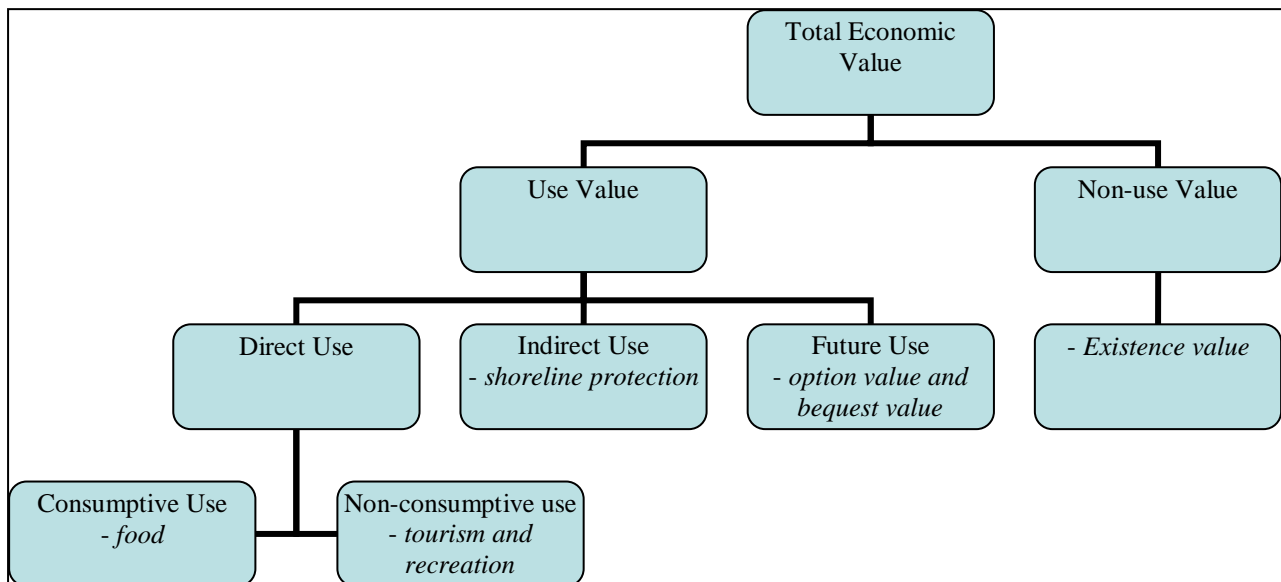 Total Economic
Value
Use Value
Non-use Value
Direct Use
Indirect Use
- shoreline protection
Future Use
- option value and
bequest value
- Existence value
Consumptive Use
- food
Non-consumptive use
- tourism and
recreation